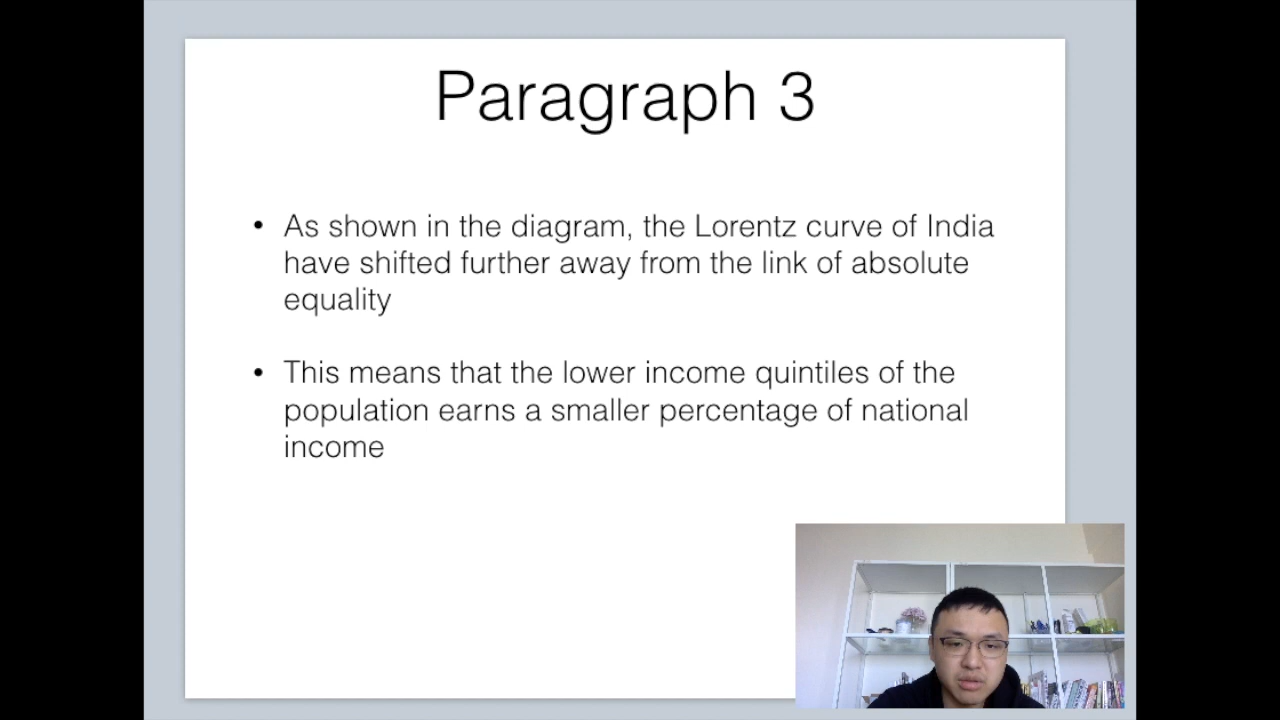 Paragraph 3
• As shown in the diagram, the Lorentz curve of India
have shifted further away from the link of absolute
equality
• This means that the lower income quintiles of the
population earns a smaller percentage of national
income